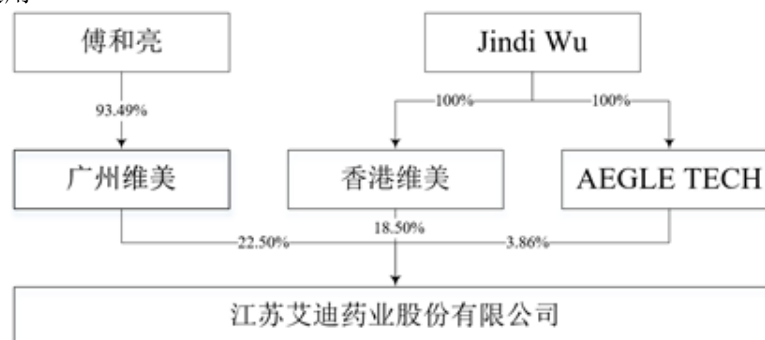 傅和亮
Jindi Wu
93.49%
100%
100%
广州维美
香港维美
AEGLE TECH
22.50%
18.50%
3.86%
江苏艾迪药业股份有限公司